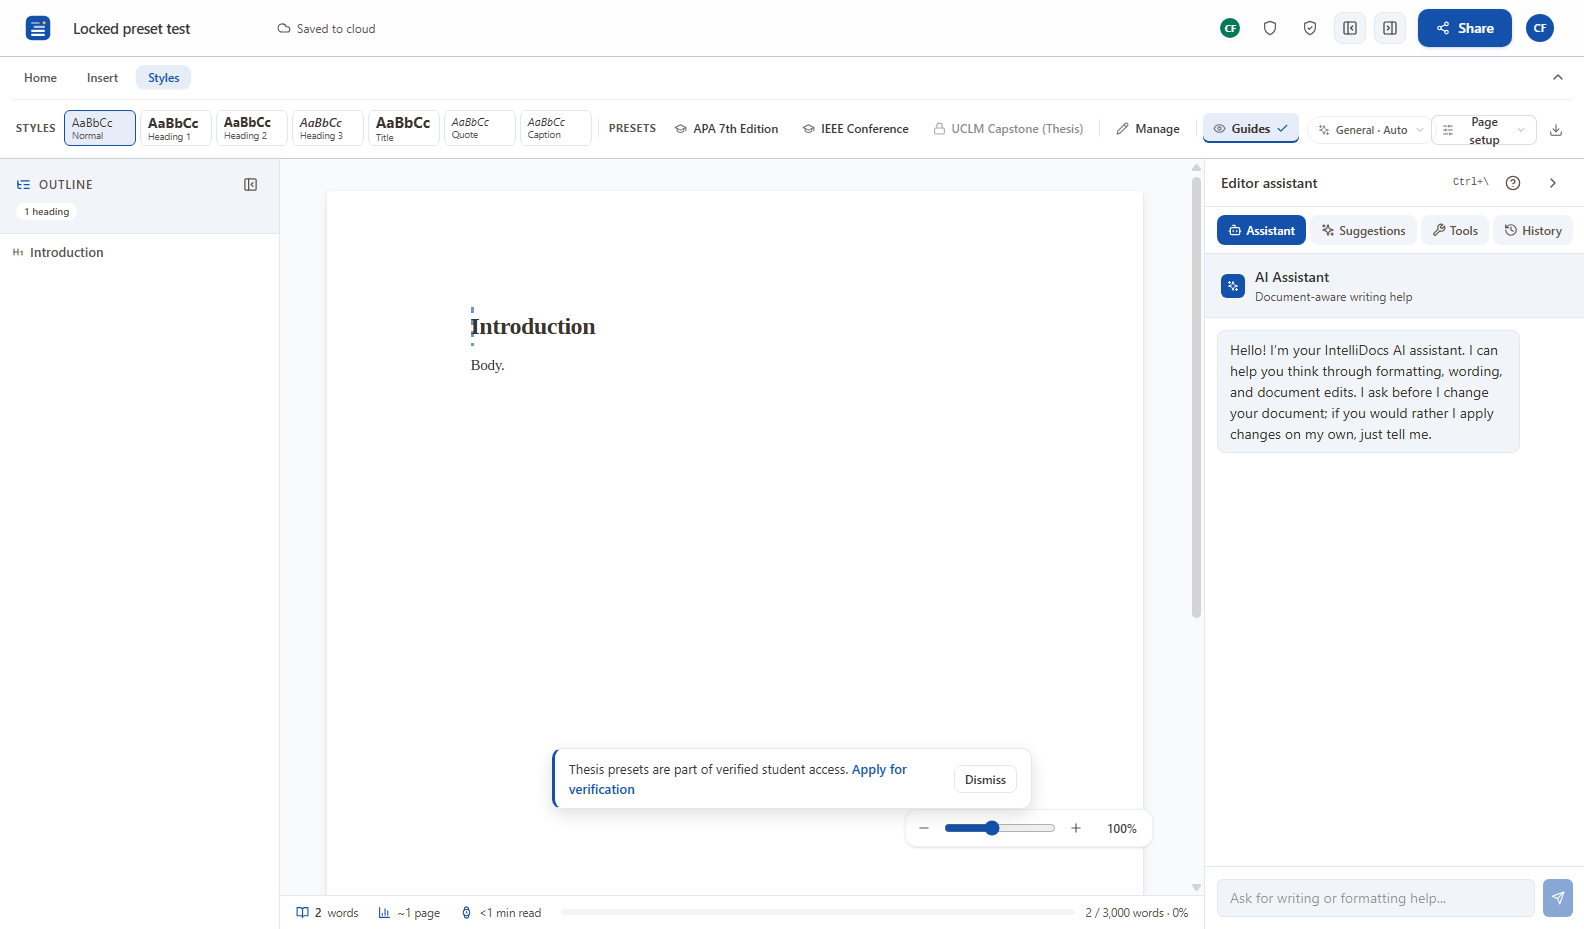 Locked preset test
Saved to cloud
CF
Share
CF
Home
Insert
Styles
STYLES
AaBbCc
Normal
AaBbCc
Heading 1
AaBbCc
Heading 2
AaBbCc
Heading 3
AaBbCc
Title
AaBbCc
Quote
AaBbCc
Caption
PRESETS
APA 7th Edition
IEEE Conference
UCLM Capstone (Thesis)
Manage
Guides
General · Auto
Page
setup
OUTLINE
1 heading
H1 Introduction
Introduction
Body.
Thesis presets are part of verified student access. Apply for
verification
Dismiss
100%
2 words
~1 page
<1 min read
2 / 3,000 words · 0%
Editor assistant
Ctrl+\
Assistant
Suggestions
Tools
History
AI Assistant
Document-aware writing help
Hello! I'm your IntelliDocs AI assistant. I can
help you think through formatting, wording,
and document edits. I ask before I change
your document; if you would rather I apply
changes on my own, just tell me.
Ask for writing or formatting help...